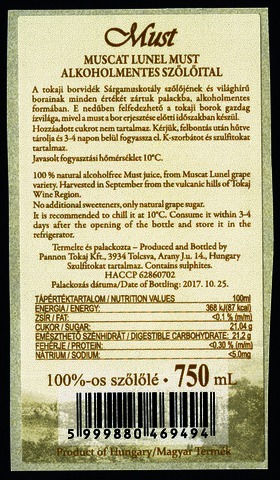 Must
MUSCAT LUNEL MUST
ALKOHOLMENTES SZŐLŐITAL
A tokaji borvidék Sárgamuskotály szőlőjének és világhírű
borainak minden értékét zártuk palackba, alkoholmentes
formában. E nedűben felfedezhető a tokaji borok gazdag
ízvilága, mivel a must a bor erjesztése előtti időszakban készül.
Hozzáadott cukrot nem tartalmaz. Kérjük, felbontás után hűtve
tárolja és 3-4 napon belül fogyassza el. K-szorbátot és szulfitokat
tartalmaz.
Javasolt fogyasztási hőmérséklet 10°C.
100 % natural alcoholfree Must juice, from Muscat Lunel grape
variety. Harvested in September from the vulcanic hills of Tokaj
Wine Region.
No additional sweeteners, only natural grape sugar.
It is recommended to chill it at 10°C. Consume it within 3-4
days after the opening of the bottle and store it in the
refrigerator.
Termelte és palackozta – Produced and Bottled by
Pannon Tokaj Kft., 3934 Tolcsva, Arany J.u. 14., Hungary
Szulfitokat tartalmaz. Contains sulphites.
HACCP 62860702
Palackozás dátuma/Date of Bottling: 2017. 10. 25.
TÁPÉRTÉKTARTALOM / NUTRITION VALUES 100ml
ENERGIA / ENERGY: 368 kJ(87 kcal)
ZSÍR / FAT: <0.1 (% m/m)
CUKOR / SUGAR: 21,04 g
EMÉSZTHETŐ SZÉNHIDRÁT / DIGESTIBLE CARBOHYDRATE: 21,2 g
FEHÉRJE / PROTEIN: <0.30 (% m/m)
NÁTRIUM / SODIUM: <5.0mg
100%-os szőlőlé • 750 mL
5 999880 469494
Product of Hungary/Magyar Termék